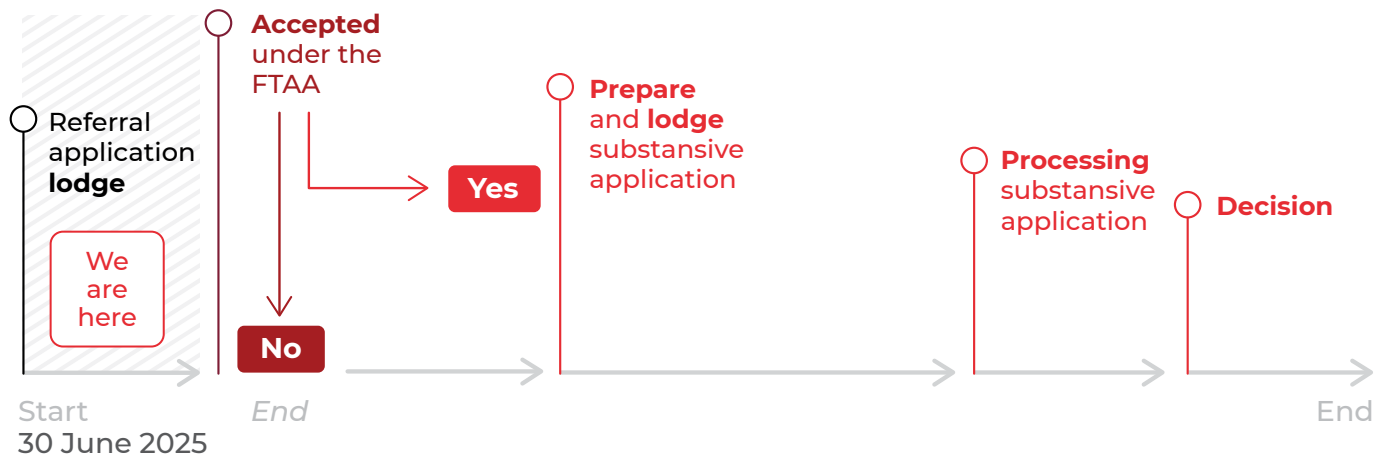 Referral
application
lodge
We
are
here
Accepted
under the
FTAA
Yes
No
Prepare
and lodge
substansive
application
Processing
substansive
application
Decision
Start
30 June 2025
End
End